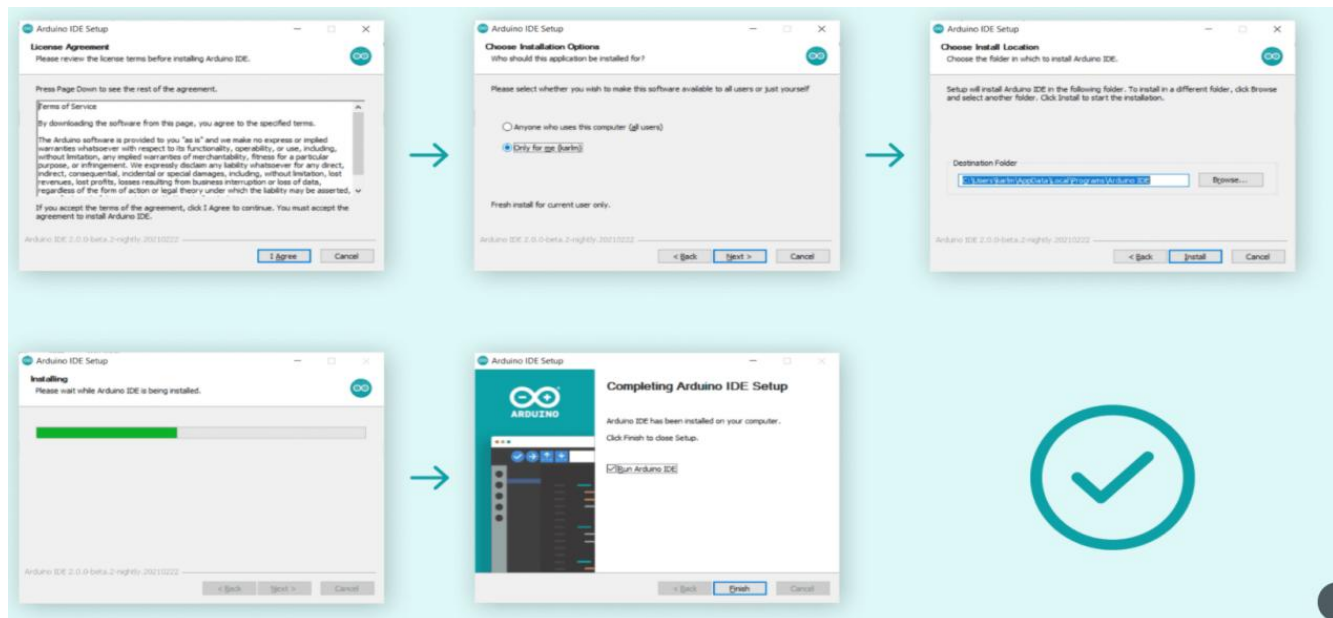 Arduino IDE Setup
License Agreement
Please review the license terms before installing Arduino IDE.
Press Page Down to see the rest of the agreement.
Terms of Service
By downloading the software from this page, you agree to the specified terms.
The Arduino software is provided to you "as is" and we make no express or implied
warranties whatsoever with respect to its functionality, operability, or use, including,
without limitation, any implied warranties of merchantability, fitness for a particular
purpose, or infringement. We expressly disclaim any liability whatsoever for any direct,
indirect, consequential, incidental or special damages, including, without limitation, lost
revenues, lost profits, losses resulting from business interruption or loss of data,
regardless of the form of action or legal theory under which the liability may be asserted,
If you accept the terms of the agreement, click I Agree to continue. You must accept the
agreement to install Arduino IDE.
Arduino IDE 2.0.0-beta.2-nightly-20210222
I Agree
Cancel
Arduino IDE Setup
Choose Installation Options
Who should this application be installed for?
Please select whether you wish to make this software available to all users or just yourself
Anyone who uses this computer (all users)
Only for me (karlm)
Fresh install for current user only.
Arduino IDE 2.0.0-beta.2-nightly-20210222
< Back
Next >
Cancel
Arduino IDE Setup
Choose Install Location
Choose the folder in which to install Arduino IDE.
Setup will install Arduino IDE in the following folder. To install in a different folder, click Browse
and select another folder. Click Install to start the installation.
Destination Folder
C:\Users\karlm\AppData\Local\Programs\Arduino IDE
Browse...
Arduino IDE 2.0.0-beta.2-nightly-20210222
< Back
Install
Cancel
Arduino IDE Setup
Installing
Please wait while Arduino IDE is being installed.
Arduino IDE 2.0.0-beta.2-nightly-20210222
< Back
Next >
Cancel
Arduino IDE Setup
ARDUINO
Completing Arduino IDE Setup
Arduino IDE has been installed on your computer.
Click Finish to close Setup.
Run Arduino IDE
< Back
Finish
Cancel